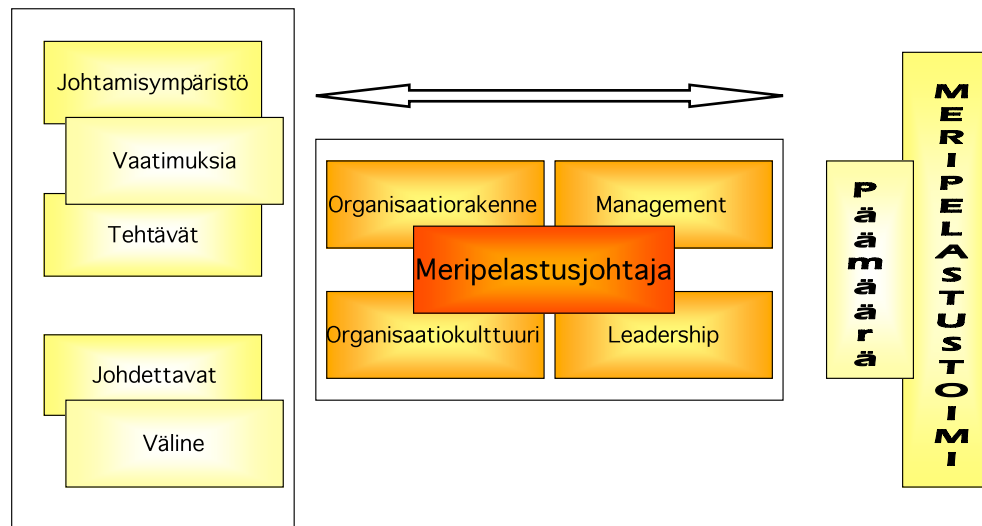 Johtamisympäristö
Vaatimuksia
Tehtävät
Johdettavat
Väline
Organisaatiorakenne
Management
Meripelastusjohtaja
Organisaatiokulttuuri
Leadership
Päämäärä
MERIPELASTUSTOIMI